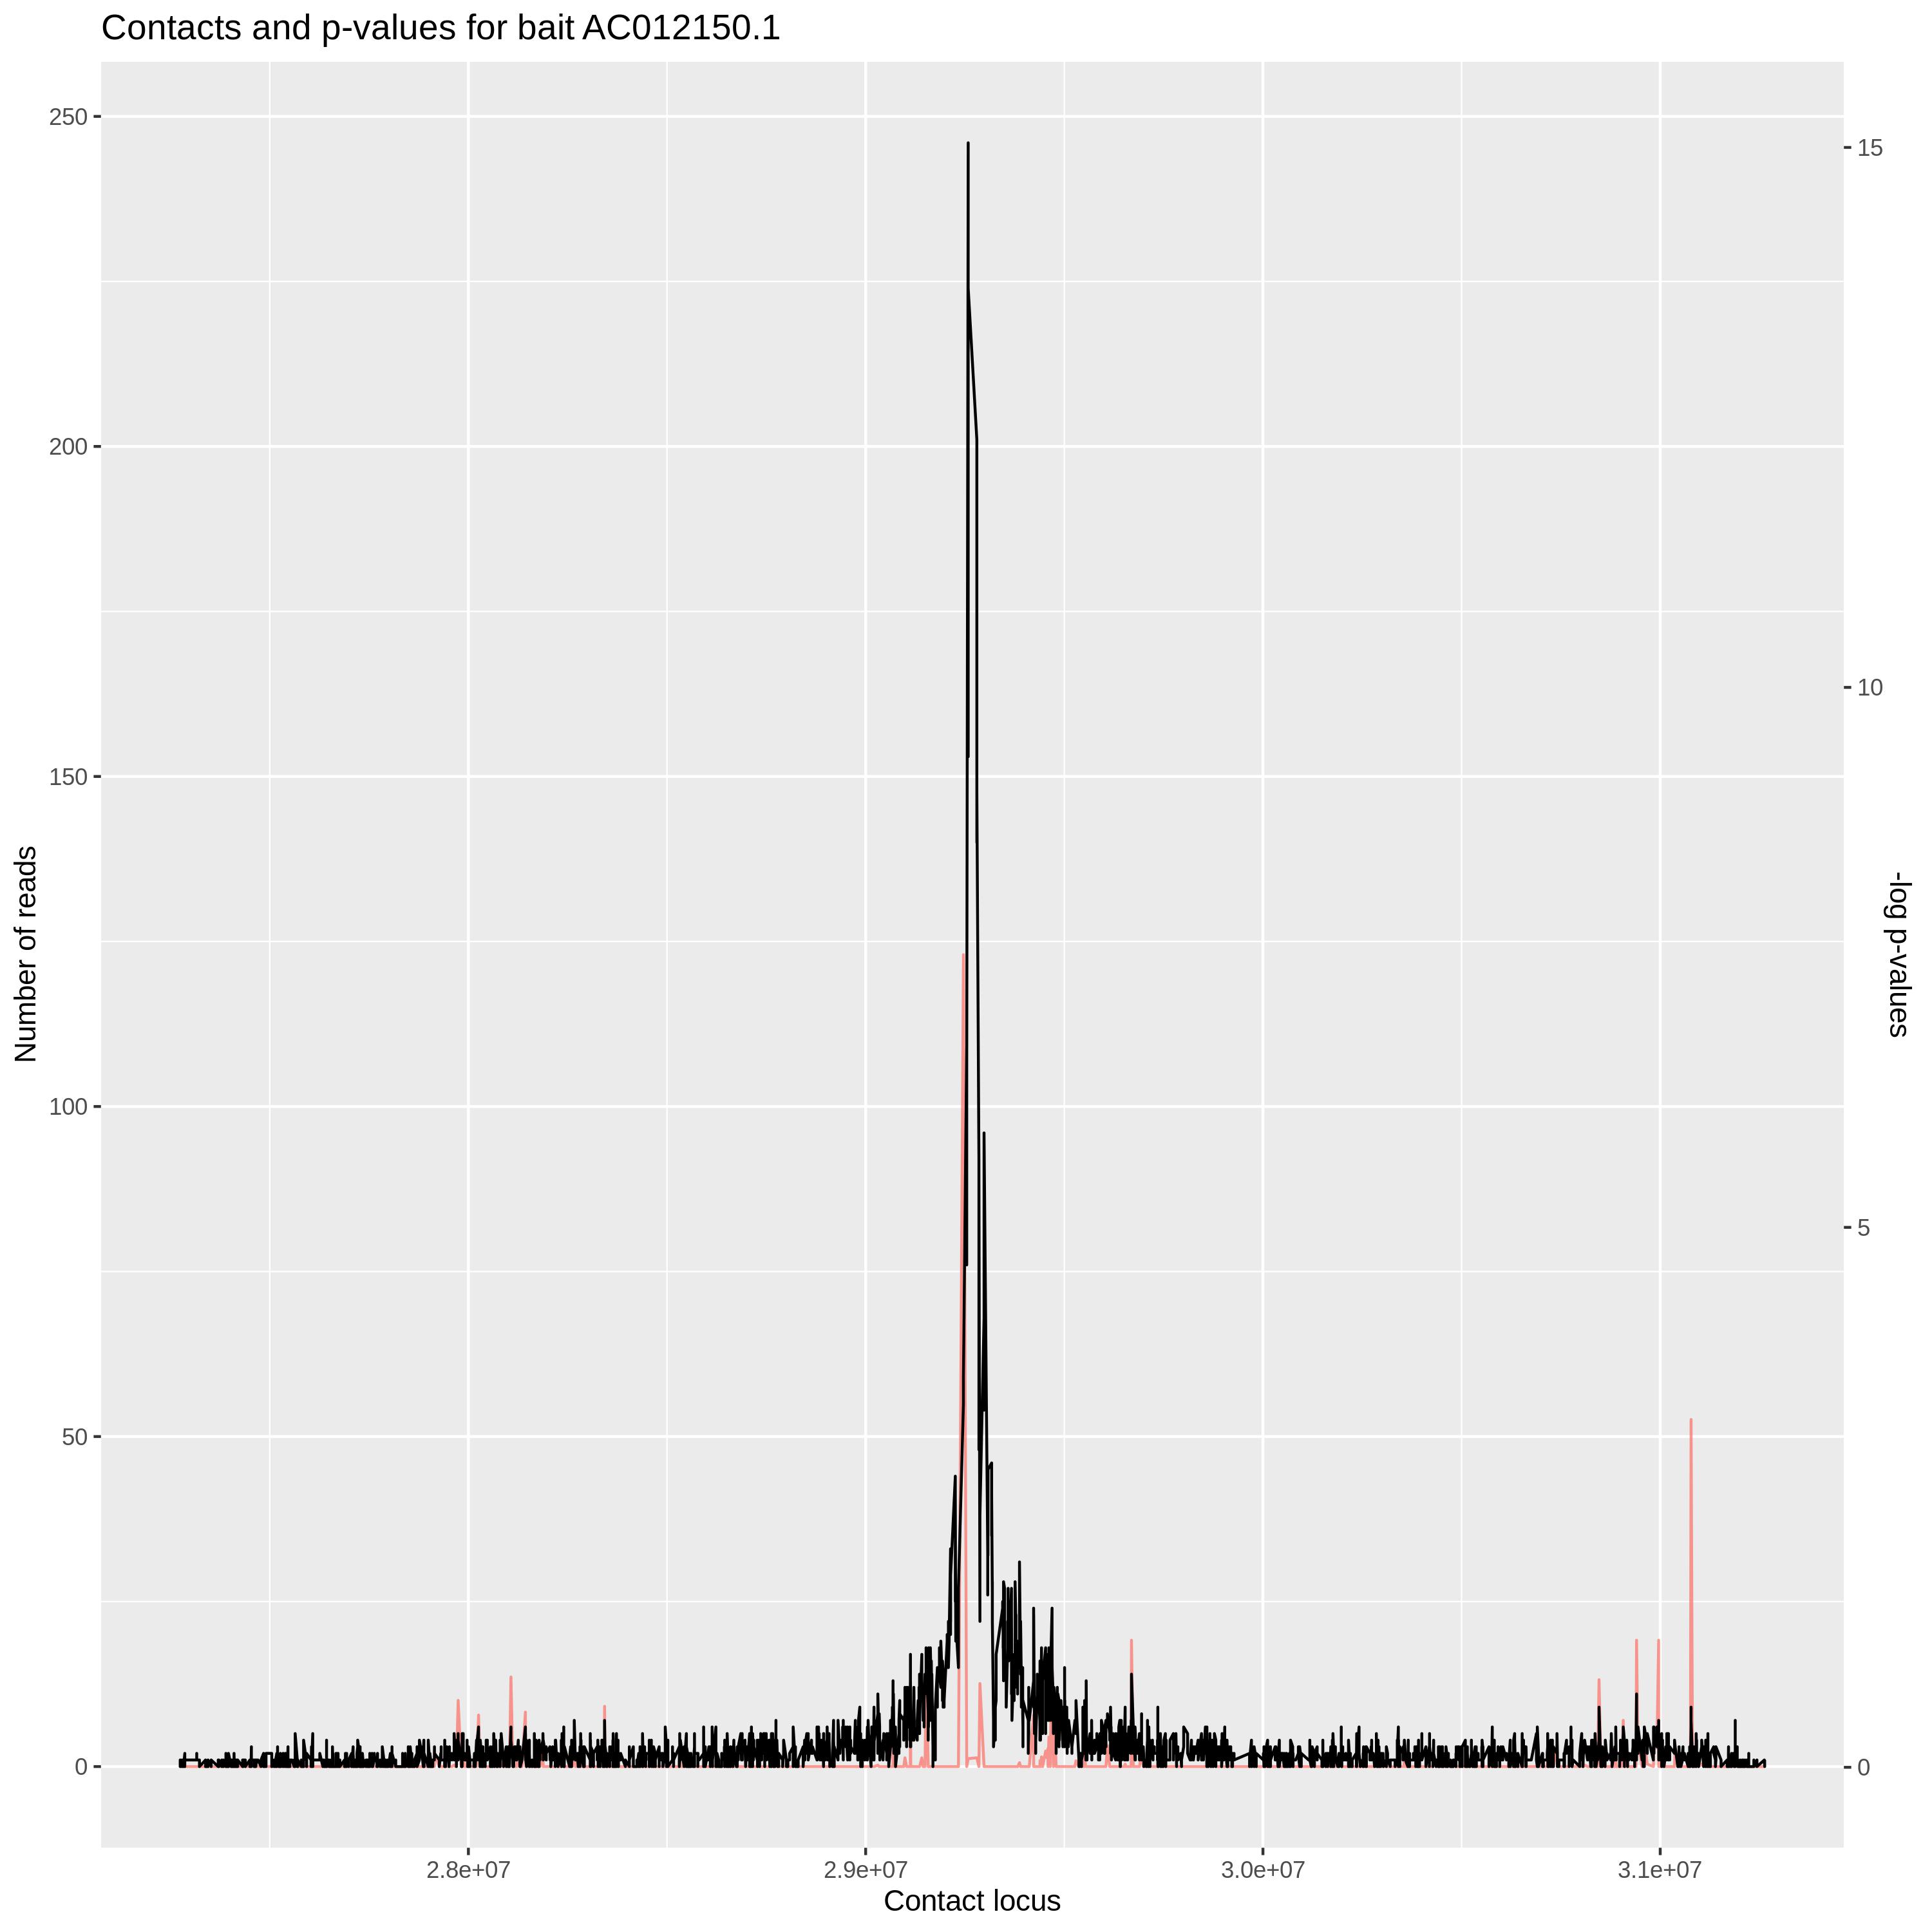 Contacts and p-values for bait AC012150.1
250
200
150
100
50
0
Number of reads
15
10
5
0
-log p-values
2.8e+07
2.9e+07
3.0e+07
3.1e+07
Contact locus